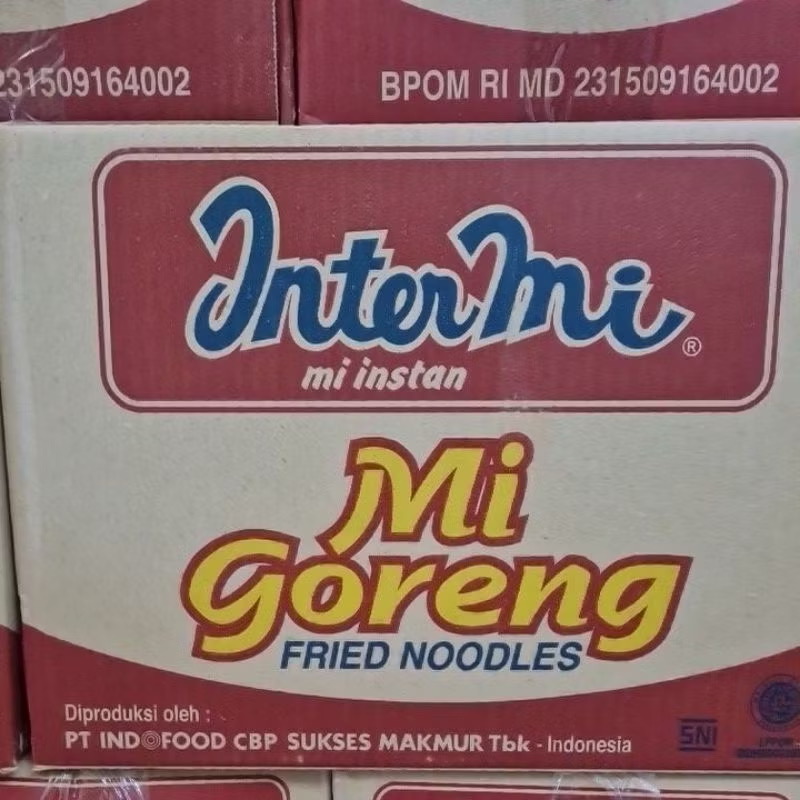 231509164002
BPOM RI MD 231509164002
InterMi®
mi instan
Mi
Goreng
FRIED NOODLES
Diproduksi oleh :
PT INDOFOOD CBP SUKSES MAKMUR Tbk - Indonesia
SNI